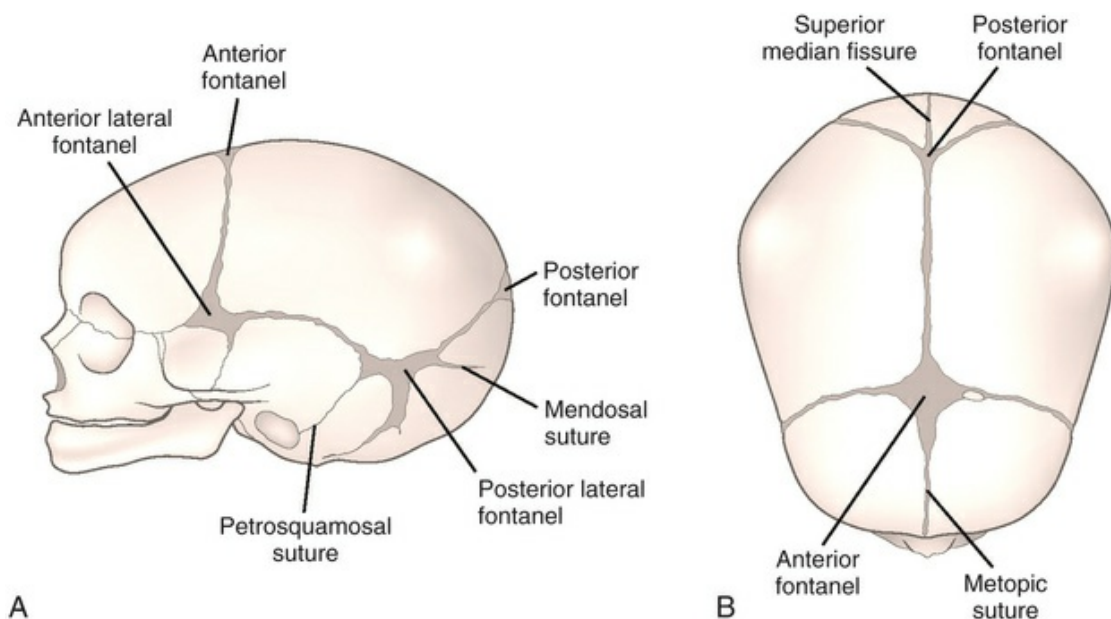 Anterior
fontanel
Anterior lateral
fontanel
Posterior
fontanel
Mendosal
suture
Posterior lateral
fontanel
Petrosquamosal
suture
A
Superior
median fissure
Posterior
fontanel
Anterior
fontanel
Metopic
suture
B